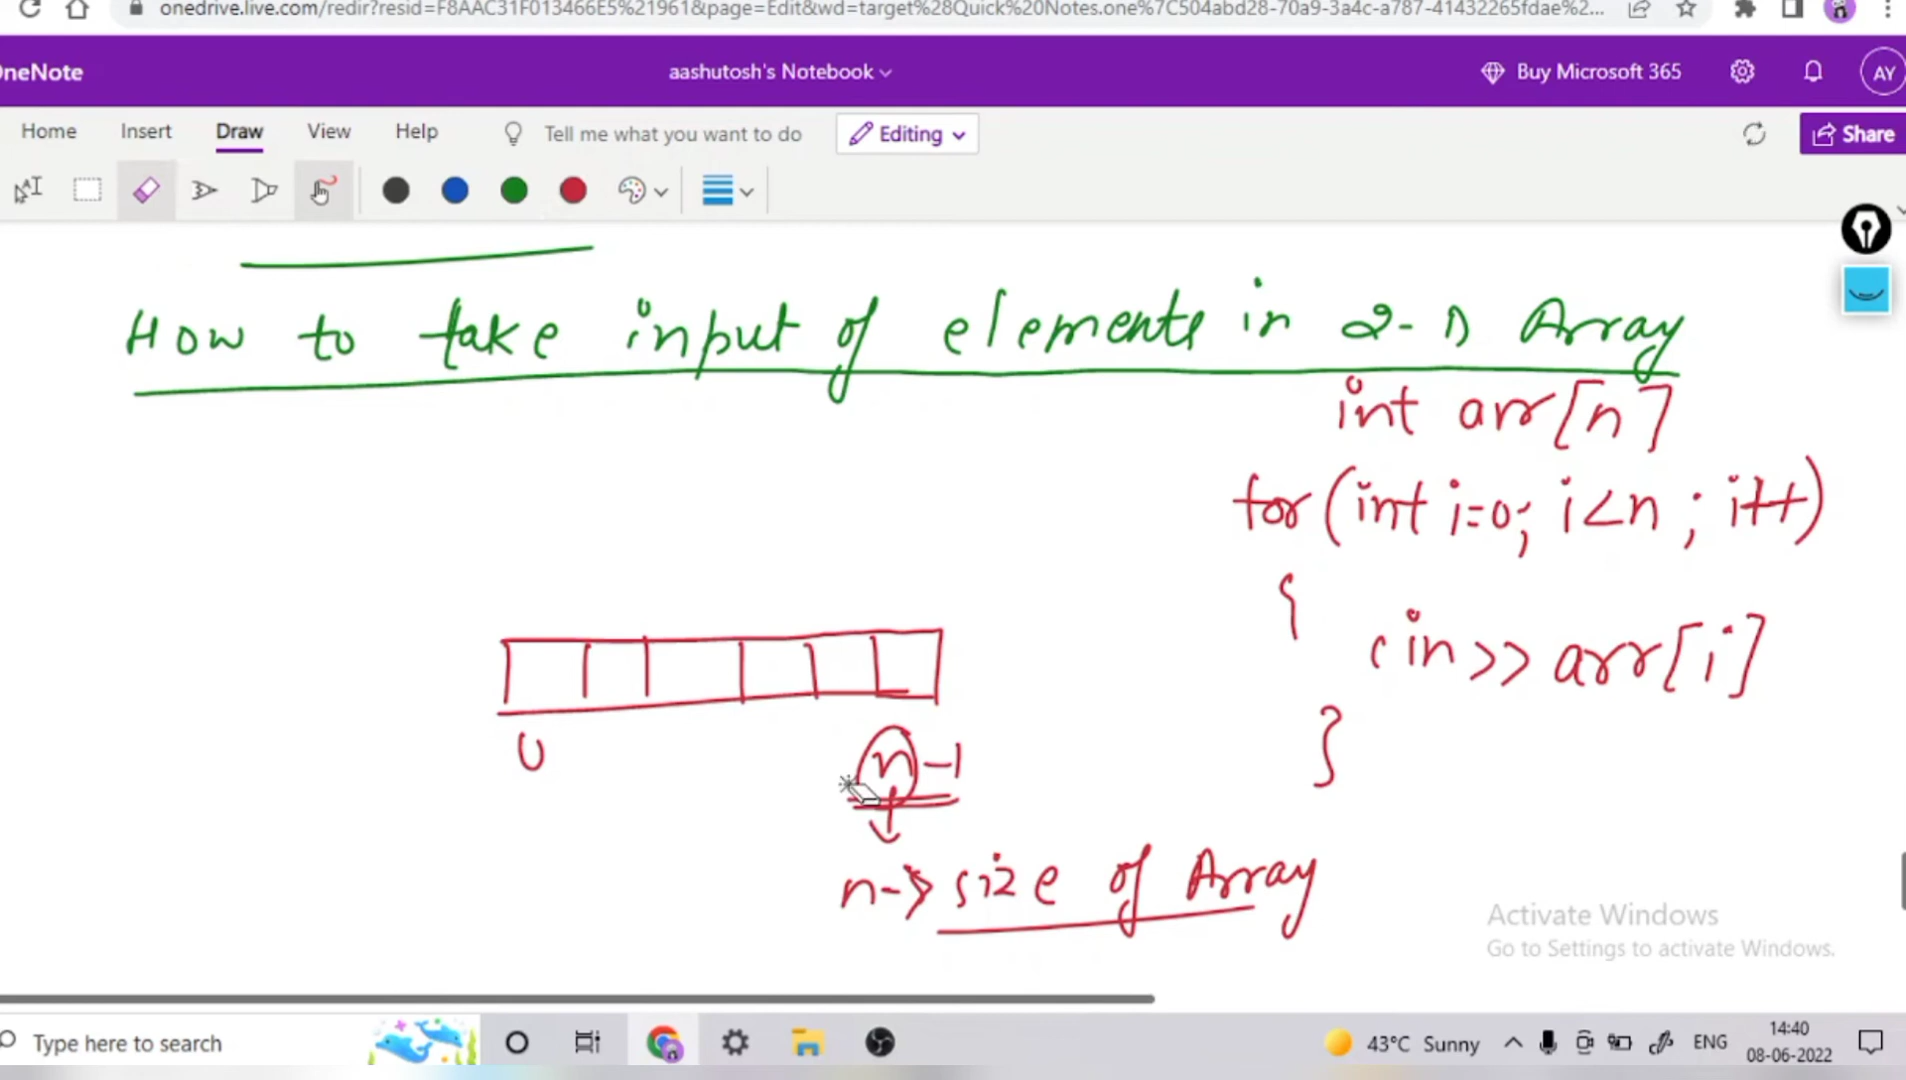 onedrive.live.com/redir?resid=F8AAC31F013466E5%21961&page=Edit&wd=target%28Quick%20Notes.one%7C504abd28-70a9-3a4c-a787-41432265fdae%2...
OneNote
aashutosh's Notebook
Buy Microsoft 365
AY
Home Insert Draw View Help
Tell me what you want to do
Editing
Share
How to take input of elements in 2-D Array
int arr[n]
for(int i=0; i<n ; i++)
{
cin>> arr[i]
}
0
n-1
n-> size of Array
Activate Windows
Go to Settings to activate Windows.
Type here to search
43°C Sunny
ENG
14:40
08-06-2022